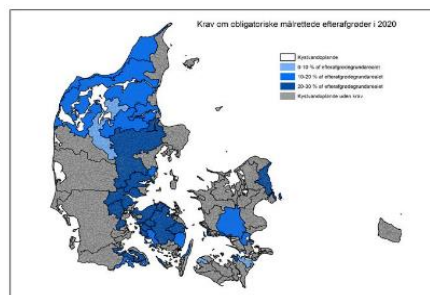 Krav om obligatoriske målrettede efterafgrøder i 2020
Kystvandoplande
0-10 % af efterafgrødegrundarealet
10-20 % af efterafgrødegrundarealet
20-30 % af efterafgrødegrundarealet
Kystvandoplande uden krav